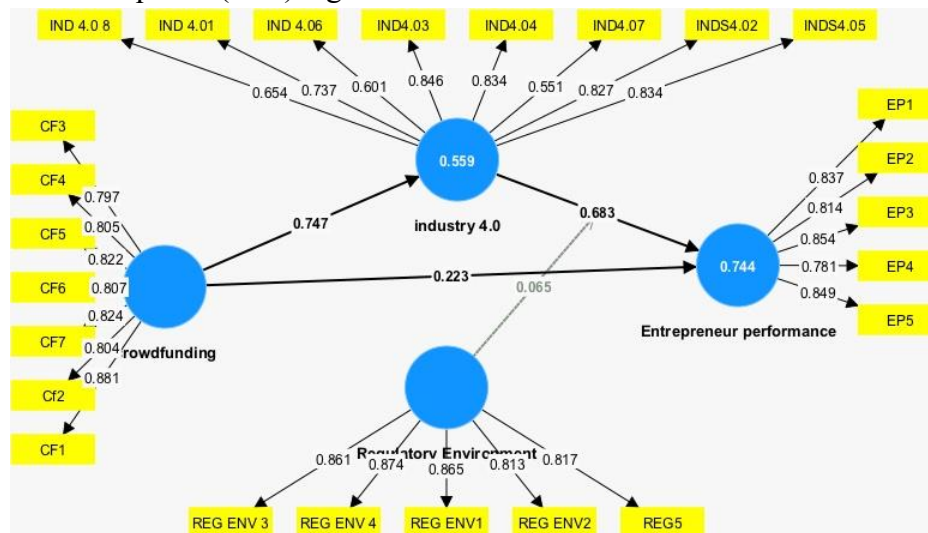 IND 4.0 8 IND 4.01 IND 4.06 IND4.03 IND4.04 IND4.07 INDS4.02 INDS4.05
0.654 0.737 0.601 0.846 0.834 0.551 0.827 0.834
CF3
CF4
CF5
CF6
CF7
Cf2
CF1
0.797
0.805
0.822
0.807
0.824
0.804
0.881
rowdfunding
0.747
0.559
industry 4.0
0.683
0.223
0.065
0.744
Entrepreneur performance
EP1
EP2
EP3
EP4
EP5
0.837
0.814
0.854
0.781
0.849
Regulatory Environment
0.861 0.874 0.865 0.813 0.817
REG ENV 3 REG ENV 4 REG ENV1 REG ENV2 REG5